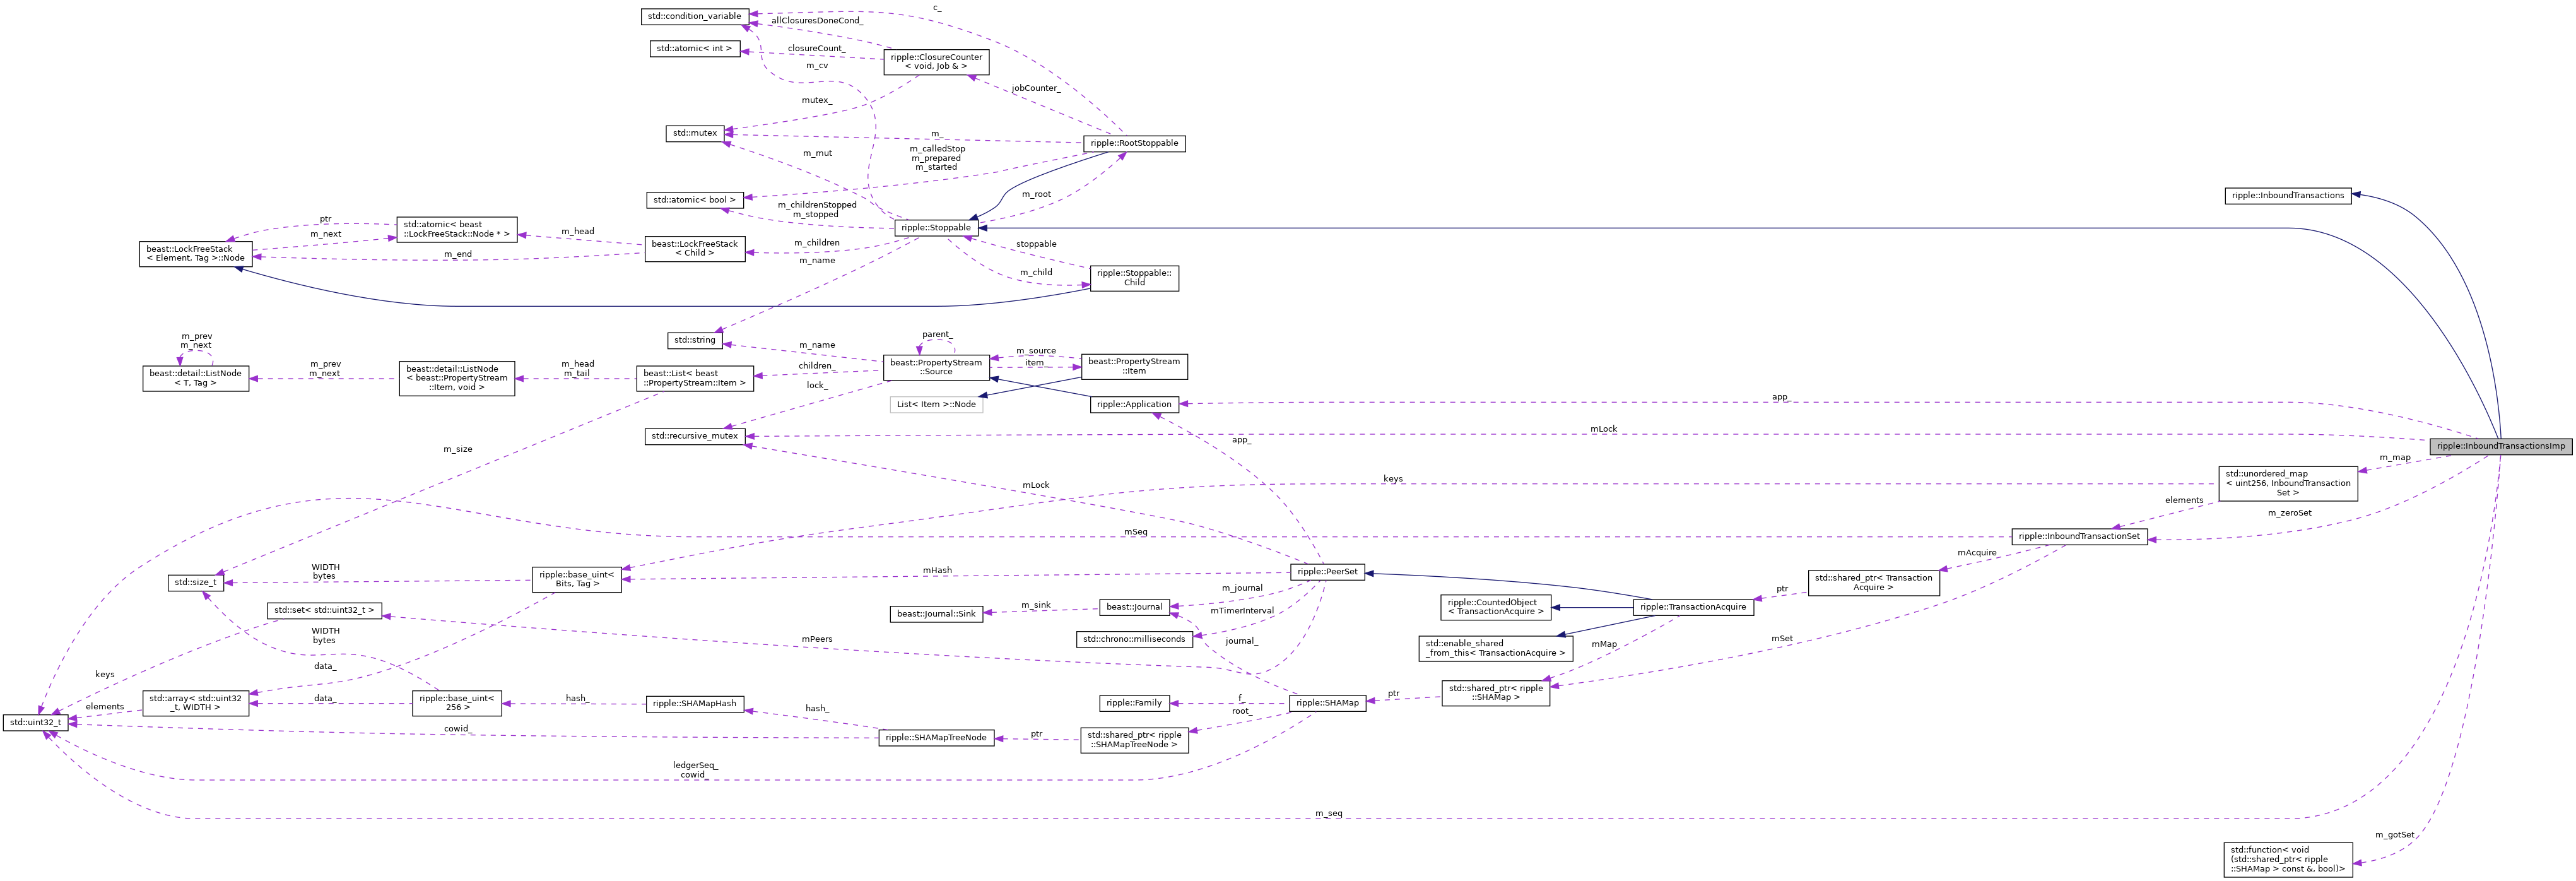 c_
std::condition_variable
allClosuresDoneCond_
std::atomic< int >
closureCount_
ripple::ClosureCounter
< void, Job & >
m_cv
jobCounter_
mutex_
std::mutex
m_
ripple::RootStoppable
m_mut
m_calledStop
m_prepared
m_started
std::atomic< bool >
m_root
ripple::InboundTransactions
m_childrenStopped
m_stopped
ptr
std::atomic< beast
::LockFreeStack::Node * >
m_head
ripple::Stoppable
m_next
beast::LockFreeStack
< Element, Tag >::Node
m_end
beast::LockFreeStack
< Child >
m_children
stoppable
m_name
m_child
ripple::Stoppable::
Child
std::string
m_prev
m_next
m_name
parent_
m_source
item_
beast::PropertyStream
::Item
beast::detail::ListNode
< T, Tag >
m_prev
m_next
beast::detail::ListNode
< beast::PropertyStream
::Item, void >
m_head
m_tail
beast::List< beast
::PropertyStream::Item >
children_
beast::PropertyStream
::Source
lock_
List< Item >::Node
ripple::Application
app_
std::recursive_mutex
mLock
app_
ripple::InboundTransactionsImp
m_size
m_map
keys
mLock
std::unordered_map
< uint256, InboundTransaction
Set >
elements
m_zeroSet
mSeq
ripple::InboundTransactionSet
mAcquire
std::size_t
WIDTH
bytes
ripple::base_uint<
Bits, Tag >
mHash
ripple::PeerSet
std::shared_ptr< Transaction
Acquire >
ptr
m_journal
mTimerInterval
beast::Journal::Sink
m_sink
beast::Journal
ripple::CountedObject
< TransactionAcquire >
ripple::TransactionAcquire
std::set< std::uint32_t >
WIDTH
bytes
mPeers
std::chrono::milliseconds
journal_
std::enable_shared
_from_this< TransactionAcquire >
mMap
mSet
keys
data_
std::array< std::uint32
_t, WIDTH >
data_
ripple::base_uint<
256 >
hash_
ripple::SHAMapHash
hash_
ripple::Family
f_
root_
ripple::SHAMap
ptr
std::shared_ptr< ripple
::SHAMap >
elements
std::uint32_t
cowid_
ripple::SHAMapTreeNode
ptr
std::shared_ptr< ripple
::SHAMapTreeNode >
ledgerSeq_
cowid_
m_seq
m_gotSet
std::function< void
(std::shared_ptr< ripple
::SHAMap > const &, bool)>